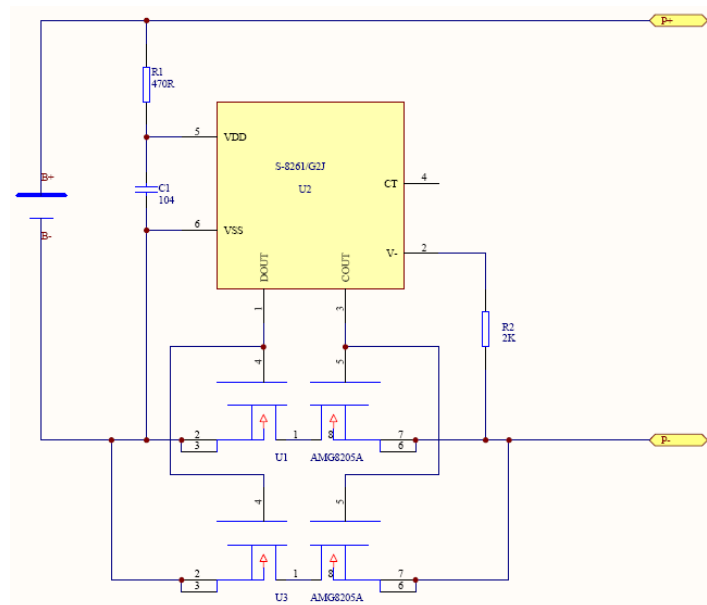 P+
R1
470R
5
VDD
S-8261/G2J
U2
B+
C1
104
CT
4
6
VSS
B-
V-
2
DOUT
COUT
1
3
R2
2K
4
5
2
3
1
8
7
6
P-
U1
AMG8205A
4
5
2
3
1
8
7
6
U3
AMG8205A